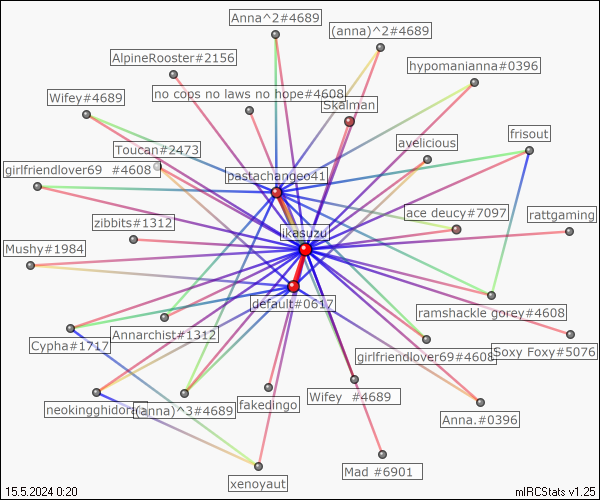 Anna^2#4689
(anna)^2#4689
AlpineRooster#2156
hypomanianna#0396
no cops no laws no hope#4608
Wifey#4689
Skalman
frisout
avelicious
Toucan#2473
girlfriendlover69 #4608
pastachangeo41
ace deucy#7097
rattgaming
zibbits#1312
ikasuzu
Mushy#1984
default#0617
ramshackle gorey#4608
Annarchist#1312
Cypha#1717
girlfriendlover69#4608
Soxy Foxy#5076
Wifey #4689
fakedingo
(anna)^3#4689
Anna.#0396
Mad #6901
xenoyaut
15.5.2024 0:20
mIRCStats v1.25